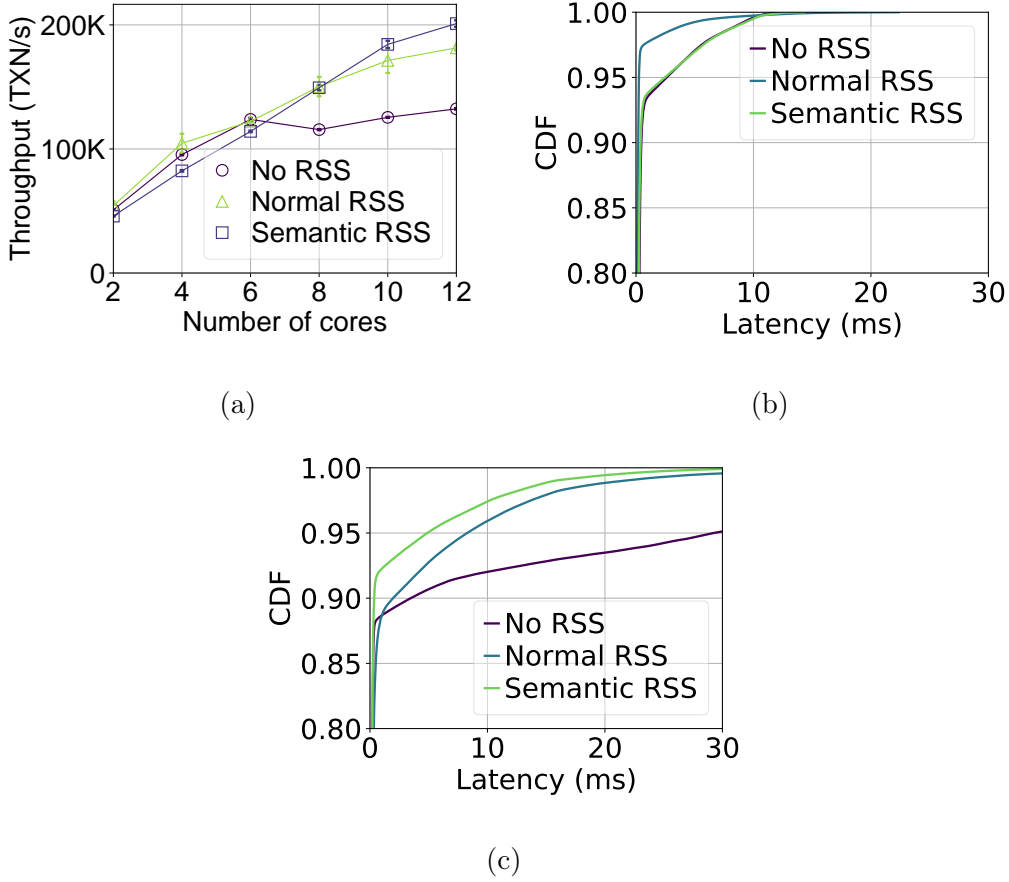 200K
100K
0
Throughput (TXN/s)
No RSS
Normal RSS
Semantic RSS
2 4 6 8 10 12
Number of cores
(a)
1.00
0.95
0.90
0.85
0.80
CDF
No RSS
Normal RSS
Semantic RSS
0 10 20 30
Latency (ms)
(b)
1.00
0.95
0.90
0.85
0.80
CDF
No RSS
Normal RSS
Semantic RSS
0 10 20 30
Latency (ms)
(c)